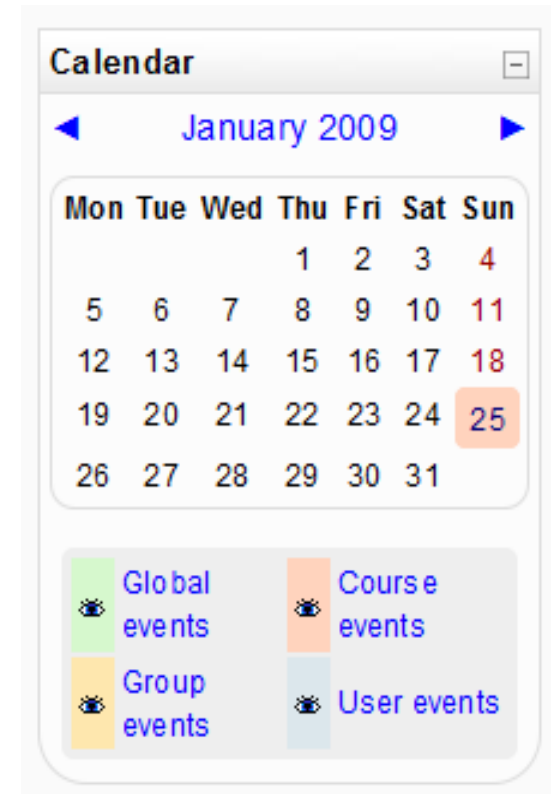 Calendar
January 2009
Mon Tue Wed Thu Fri Sat Sun
1 2 3 4
5 6 7 8 9 10 11
12 13 14 15 16 17 18
19 20 21 22 23 24 25
26 27 28 29 30 31
Global events
Course events
Group events
User events